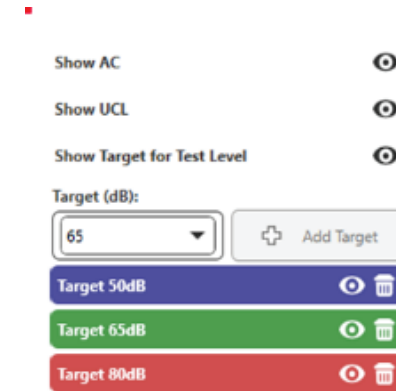 Show AC
Show UCL
Show Target for Test Level
Target (dB):
65
Add Target
Target 50dB
Target 65dB
Target 80dB